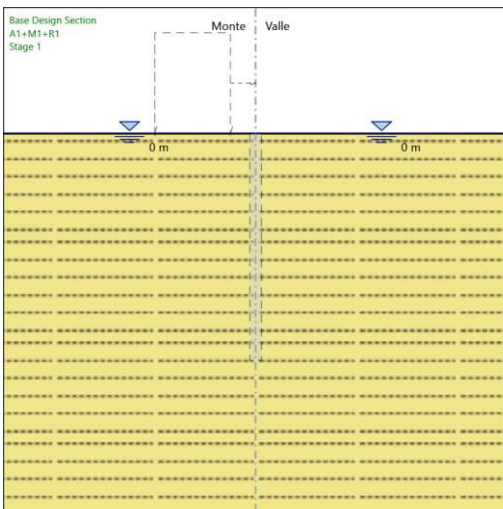 Base Design Section
A1+M1+R1
Stage 1
Monte Valle
0 m 0 m